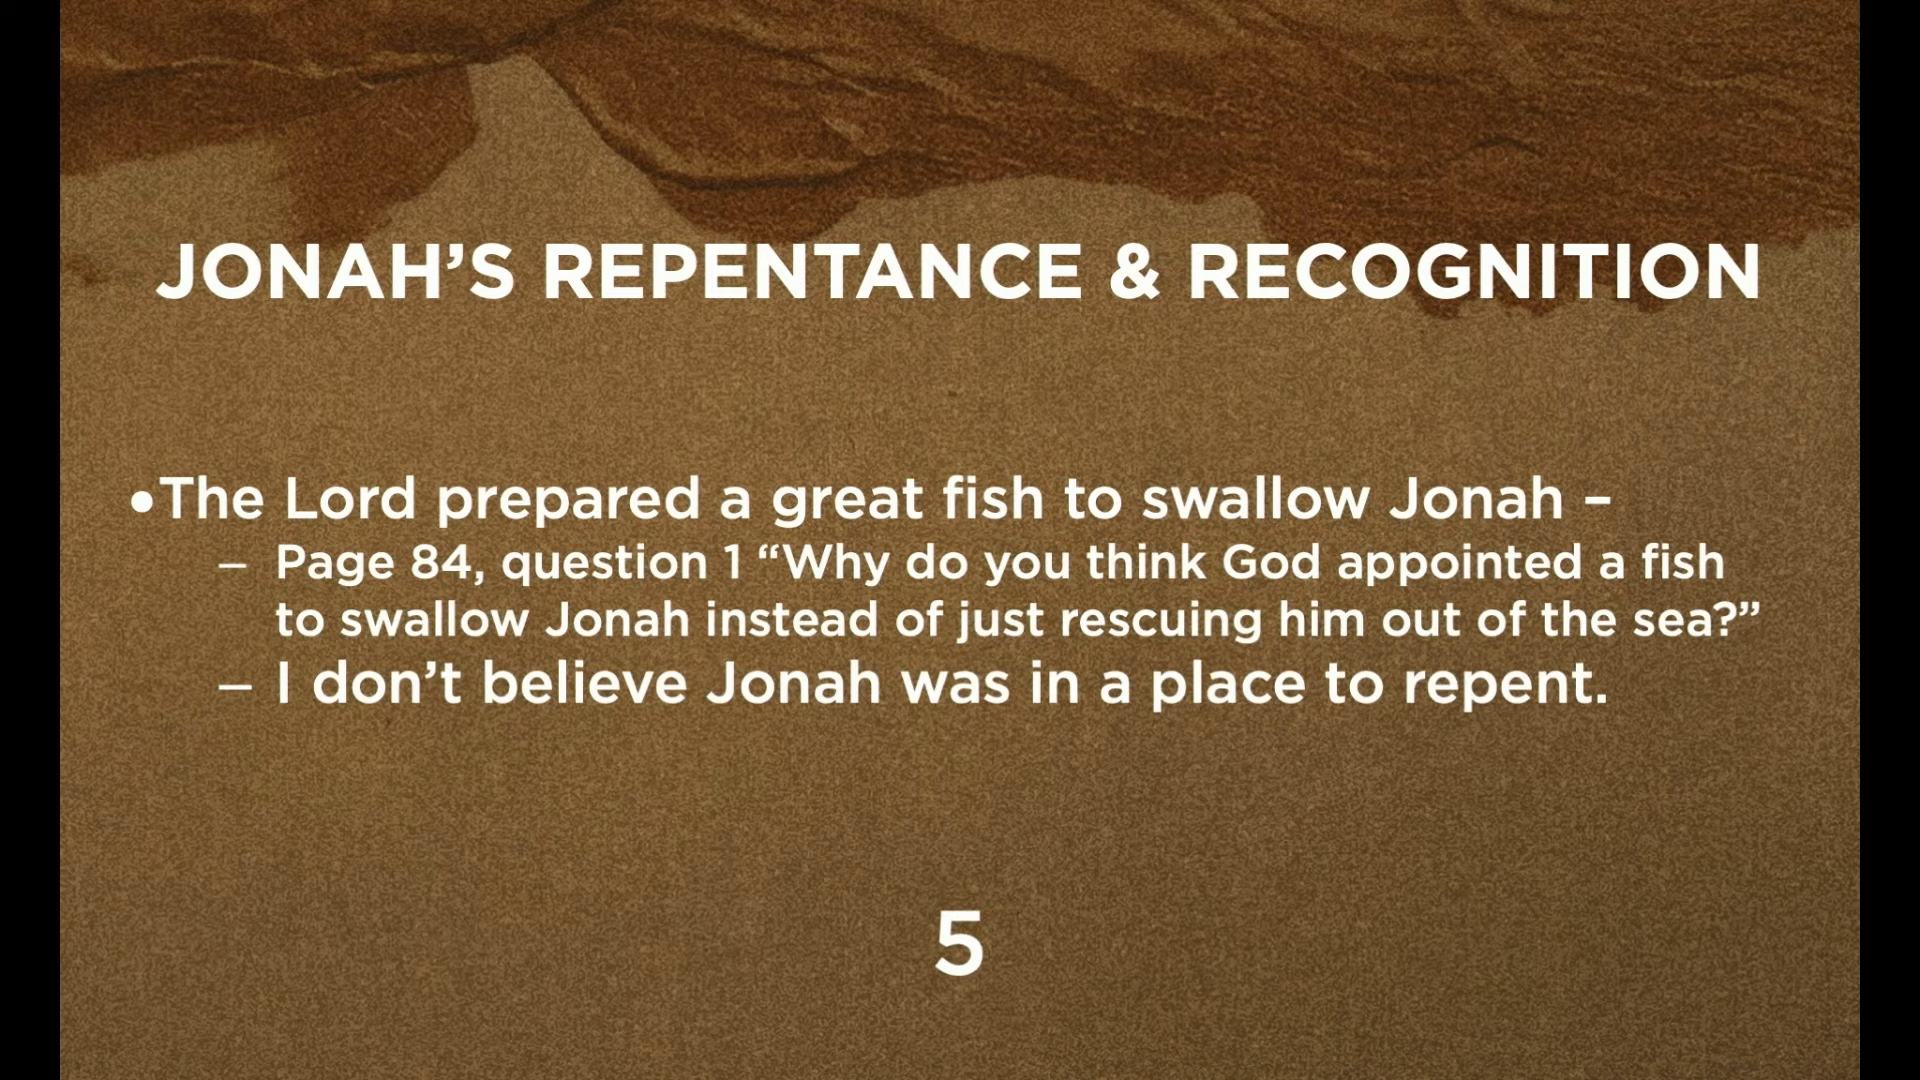 JONAH’S REPENTANCE & RECOGNITION
•The Lord prepared a great fish to swallow Jonah –
– Page 84, question 1 “Why do you think God appointed a fish
to swallow Jonah instead of just rescuing him out of the sea?”
– I don’t believe Jonah was in a place to repent.
5